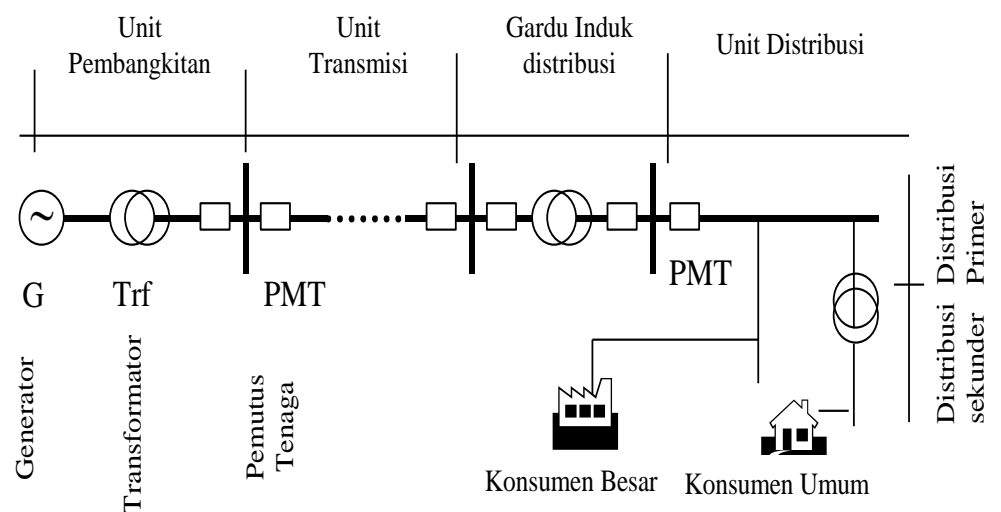 Unit
Pembangkitan
Unit
Transmisi
Gardu Induk
distribusi
Unit Distribusi
~
G
Trf
PMT
PMT
Generator
Transformator
Pemutus
Tenaga
Distribusi
Primer
Distribusi
sekunder
Konsumen Besar
Konsumen Umum